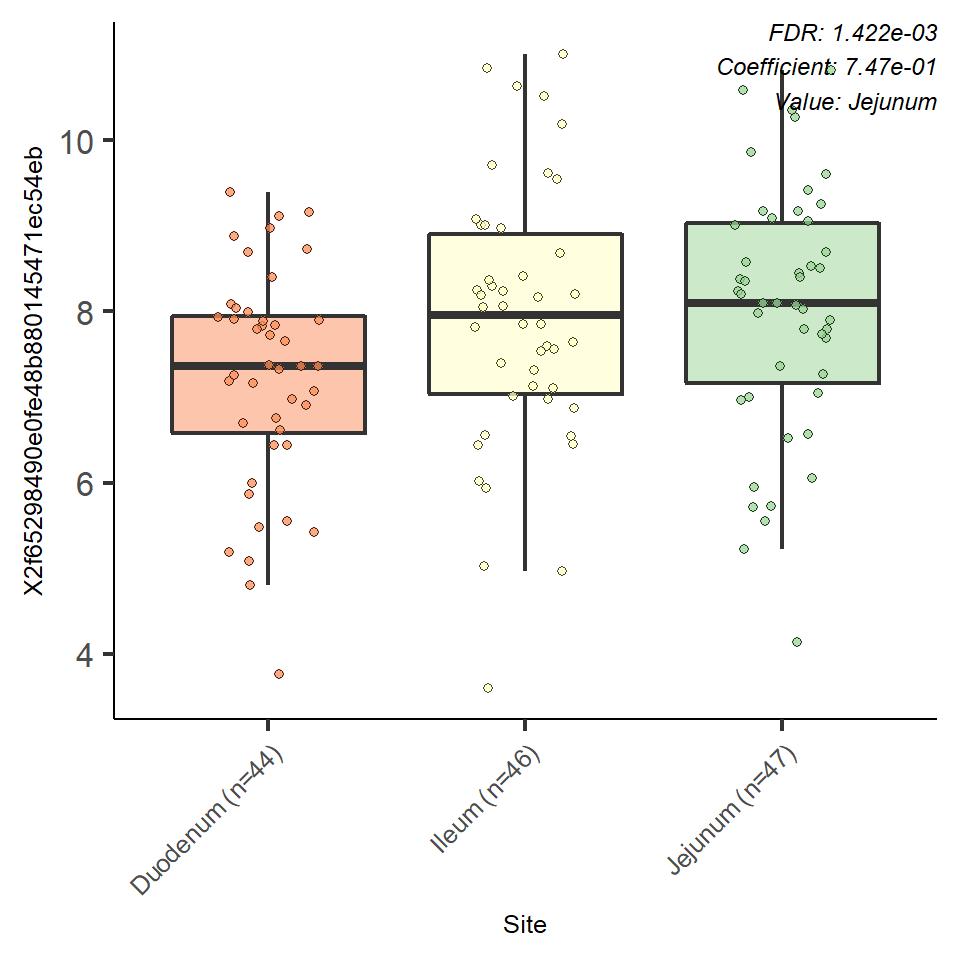 FDR: 1.422e-03
Coefficient: 7.47e-01
Value: Jejunum
X2f65298490e0fe48b880145471ec54eb
10
8
6
4
Duodenum (n=44)
Ileum (n=46)
Jejunum (n=47)
Site